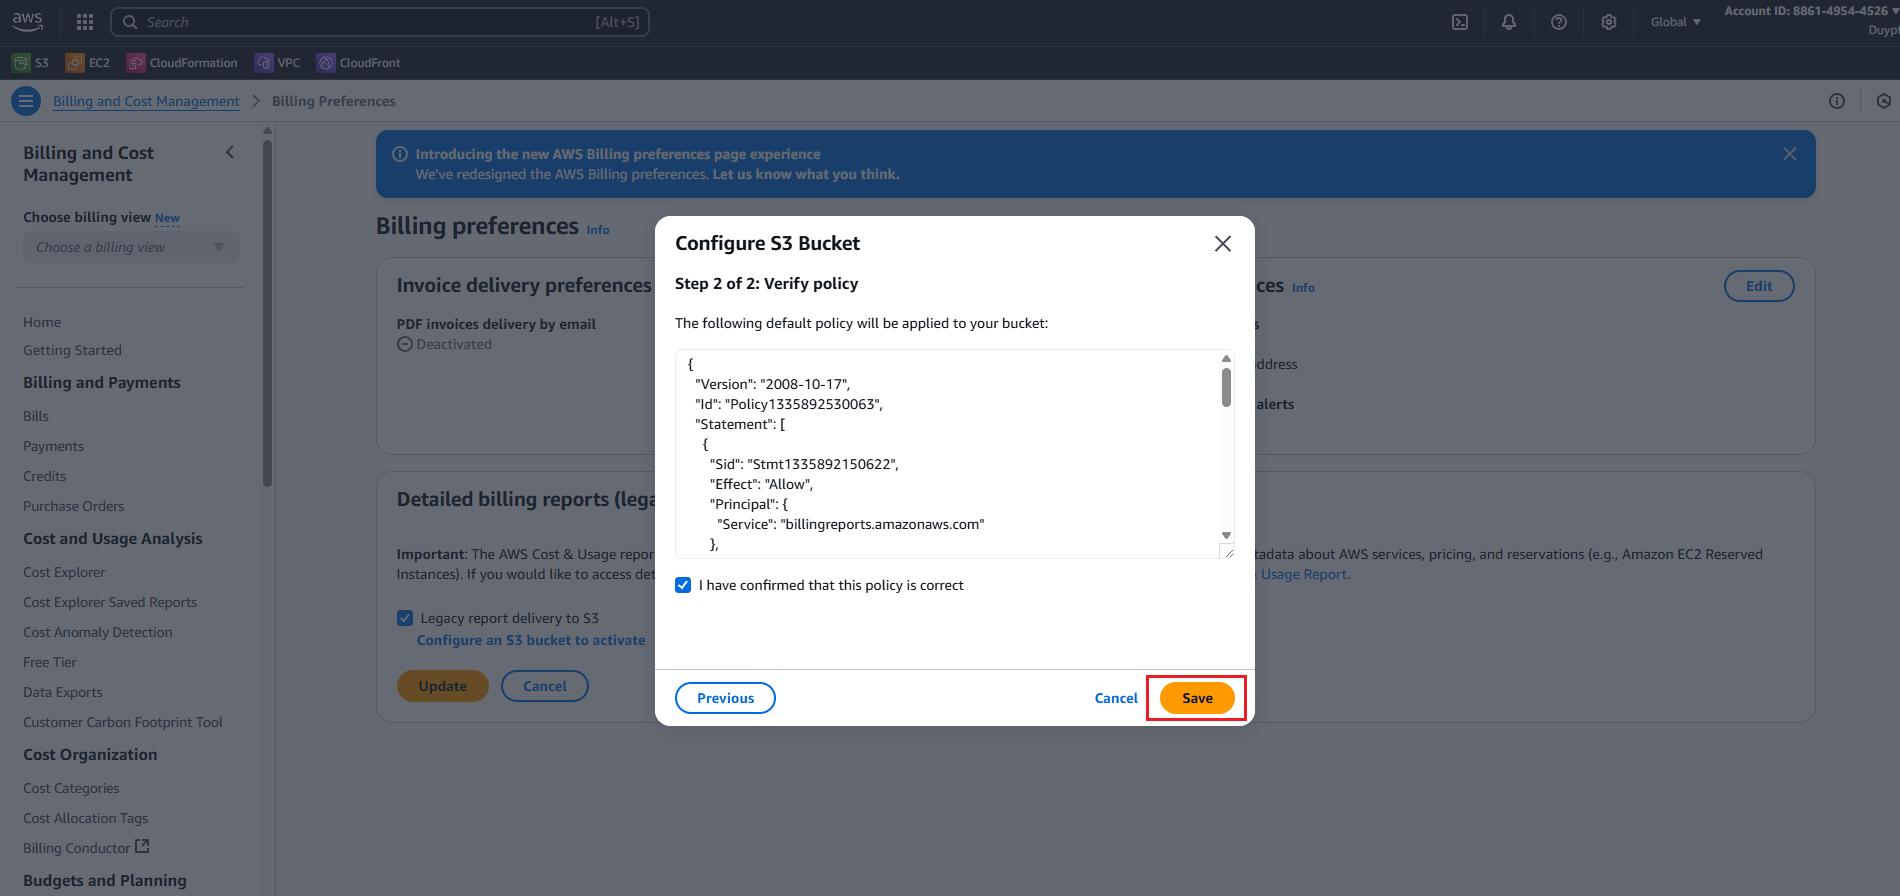 aws
Search
[Alt+S]
Global
Account ID: 8861-4954-4526
Duypt
S3
EC2
CloudFormation
VPC
CloudFront
Billing and Cost Management
Billing Preferences
Billing and Cost
Management
Choose billing view New
Choose a billing view
Home
Getting Started
Billing and Payments
Bills
Payments
Credits
Purchase Orders
Cost and Usage Analysis
Cost Explorer
Cost Explorer Saved Reports
Cost Anomaly Detection
Free Tier
Data Exports
Customer Carbon Footprint Tool
Cost Organization
Cost Categories
Cost Allocation Tags
Billing Conductor
Budgets and Planning
Introducing the new AWS Billing preferences page experience
We've redesigned the AWS Billing preferences. Let us know what you think.
Billing preferences Info
Invoice delivery preferences
PDF invoices delivery by email
Deactivated
ces Info
Edit
s
ddress
alerts
Detailed billing reports (lega
Important: The AWS Cost & Usage repor
tadata about AWS services, pricing, and reservations (e.g., Amazon EC2 Reserved
Instances). If you would like to access det
Usage Report.
Legacy report delivery to S3
Configure an S3 bucket to activate
Update
Cancel
Configure S3 Bucket
Step 2 of 2: Verify policy
The following default policy will be applied to your bucket:
{
"Version": "2008-10-17",
"Id": "Policy1335892530063",
"Statement": [
{
"Sid": "Stmt1335892150622",
"Effect": "Allow",
"Principal": {
"Service": "billingreports.amazonaws.com"
},
I have confirmed that this policy is correct
Previous
Cancel
Save